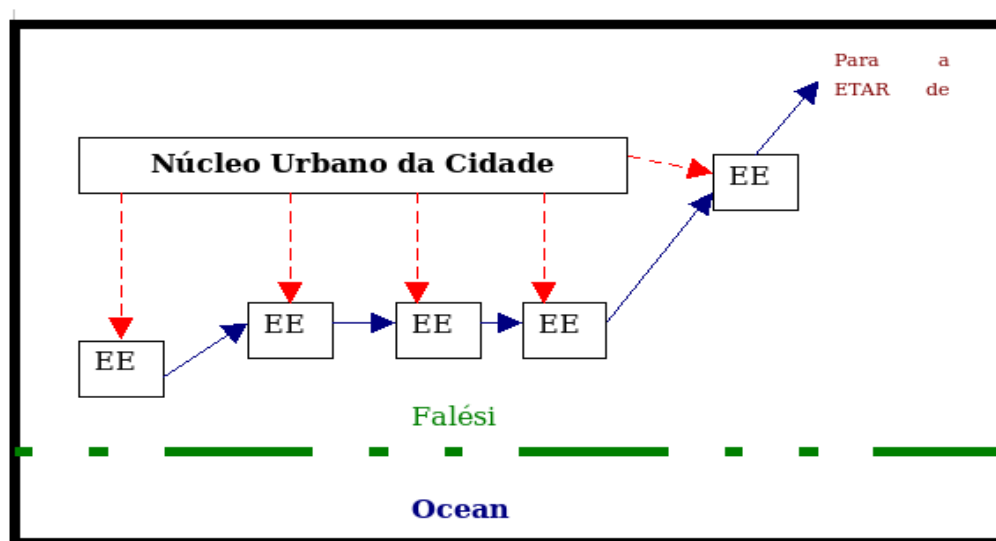 Para a
ETAR de
Núcleo Urbano da Cidade
EE
EE
EE
EE
EE
Falési
Ocean